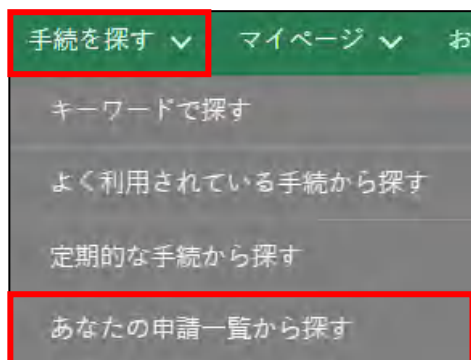 手続を探す マイページ お
キーワードで探す
よく利用されている手続から探す
定期的な手続から探す
あなたの申請一覧から探す